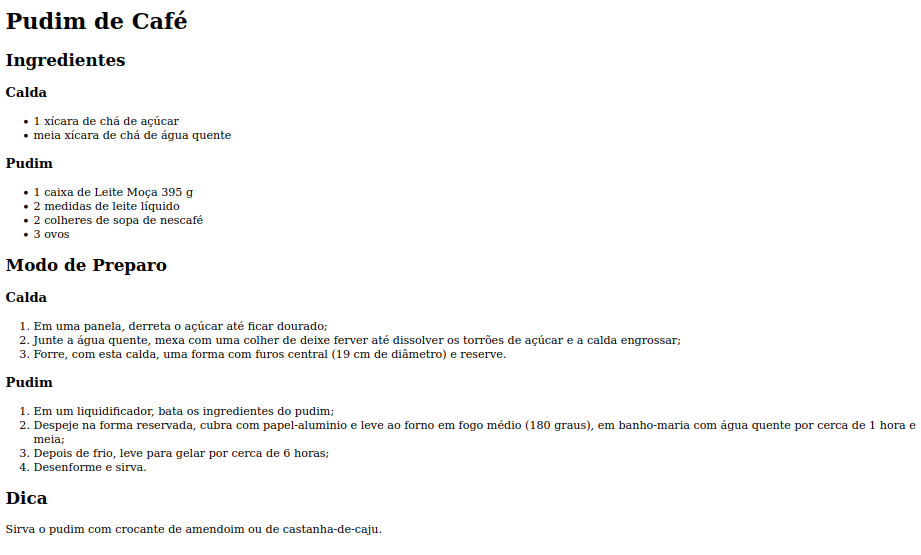 Pudim de Café
Ingredientes
Calda
• 1 xícara de chá de açúcar
• meia xícara de chá de água quente
Pudim
• 1 caixa de Leite Moça 395 g
• 2 medidas de leite líquido
• 2 colheres de sopa de nescafé
• 3 ovos
Modo de Preparo
Calda
1. Em uma panela, derreta o açúcar até ficar dourado;
2. Junte a água quente, mexa com uma colher de deixe ferver até dissolver os torrões de açúcar e a calda engrossar;
3. Forre, com esta calda, uma forma com furos central (19 cm de diâmetro) e reserve.
Pudim
1. Em um liquidificador, bata os ingredientes do pudim;
2. Despeje na forma reservada, cubra com papel-aluminio e leve ao forno em fogo médio (180 graus), em banho-maria com água quente por cerca de 1 hora e
meia;
3. Depois de frio, leve para gelar por cerca de 6 horas;
4. Desenforme e sirva.
Dica
Sirva o pudim com crocante de amendoim ou de castanha-de-caju.